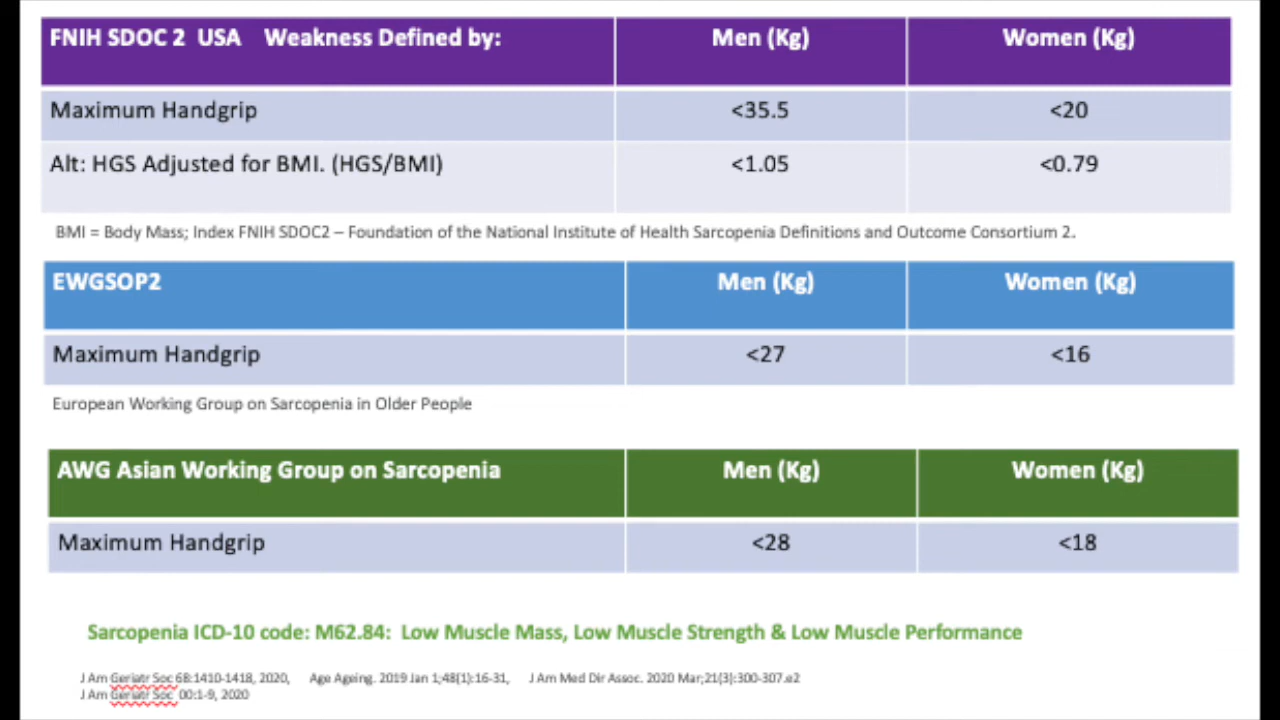 FNIH SDOC 2 USA Weakness Defined by: Men (Kg) Women (Kg)
Maximum Handgrip <35.5 <20
Alt: HGS Adjusted for BMI. (HGS/BMI) <1.05 <0.79
BMI = Body Mass; Index FNIH SDOC2 – Foundation of the National Institute of Health Sarcopenia Definitions and Outcome Consortium 2.
EWGSOP2 Men (Kg) Women (Kg)
Maximum Handgrip <27 <16
European Working Group on Sarcopenia in Older People
AWG Asian Working Group on Sarcopenia Men (Kg) Women (Kg)
Maximum Handgrip <28 <18
Sarcopenia ICD-10 code: M62.84: Low Muscle Mass, Low Muscle Strength & Low Muscle Performance
J Am Geriatr Soc 68:1410-1418, 2020, Age Ageing. 2019 Jan 1;48(1):16-31, J Am Med Dir Assoc. 2020 Mar;21(3):300-307.e2
J Am Geriatr Soc 00:1-9, 2020